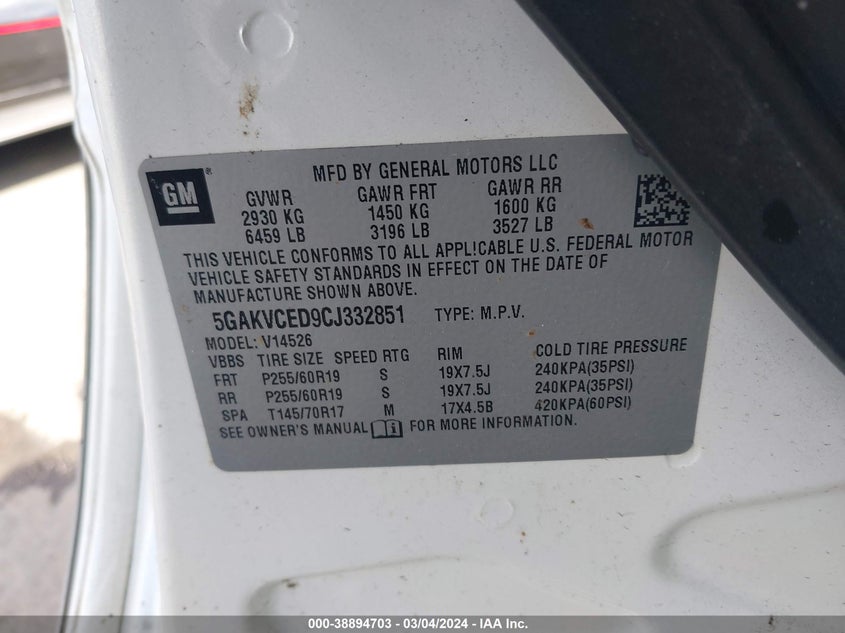 MFD BY GENERAL MOTORS LLC
GM®
GVWR GAWR FRT GAWR RR
2930 KG 1450 KG 1600 KG
6459 LB 3196 LB 3527 LB
THIS VEHICLE CONFORMS TO ALL APPLICABLE U.S. FEDERAL MOTOR
VEHICLE SAFETY STANDARDS IN EFFECT ON THE DATE OF
MANUFACTURE SHOWN ABOVE.
5GAKVCED9CJ332851 TYPE: M.P.V.
MODEL: V14526
VBBS TIRE SIZE SPEED RTG RIM COLD TIRE PRESSURE
FRT P255/60R19 S 19X7.5J 240KPA(35PSI)
RR P255/60R19 S 19X7.5J 240KPA(35PSI)
SPA T145/70R17 M 17X4.5B 420KPA(60PSI)
SEE OWNER'S MANUAL FOR MORE INFORMATION.
000-38894703 - 03/04/2024 - IAA Inc.